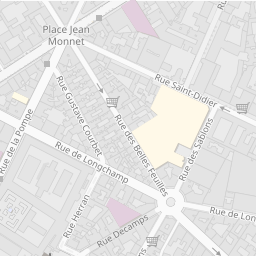 Place Jean
Monnet
Rue Saint-Didier
Rue Gustave Courbet
Rue des Belles Feuilles
Rue des Sablons
Rue de la Pompe
Rue de Longchamp
Rue Herran
Rue Decamps
Rue de Lon